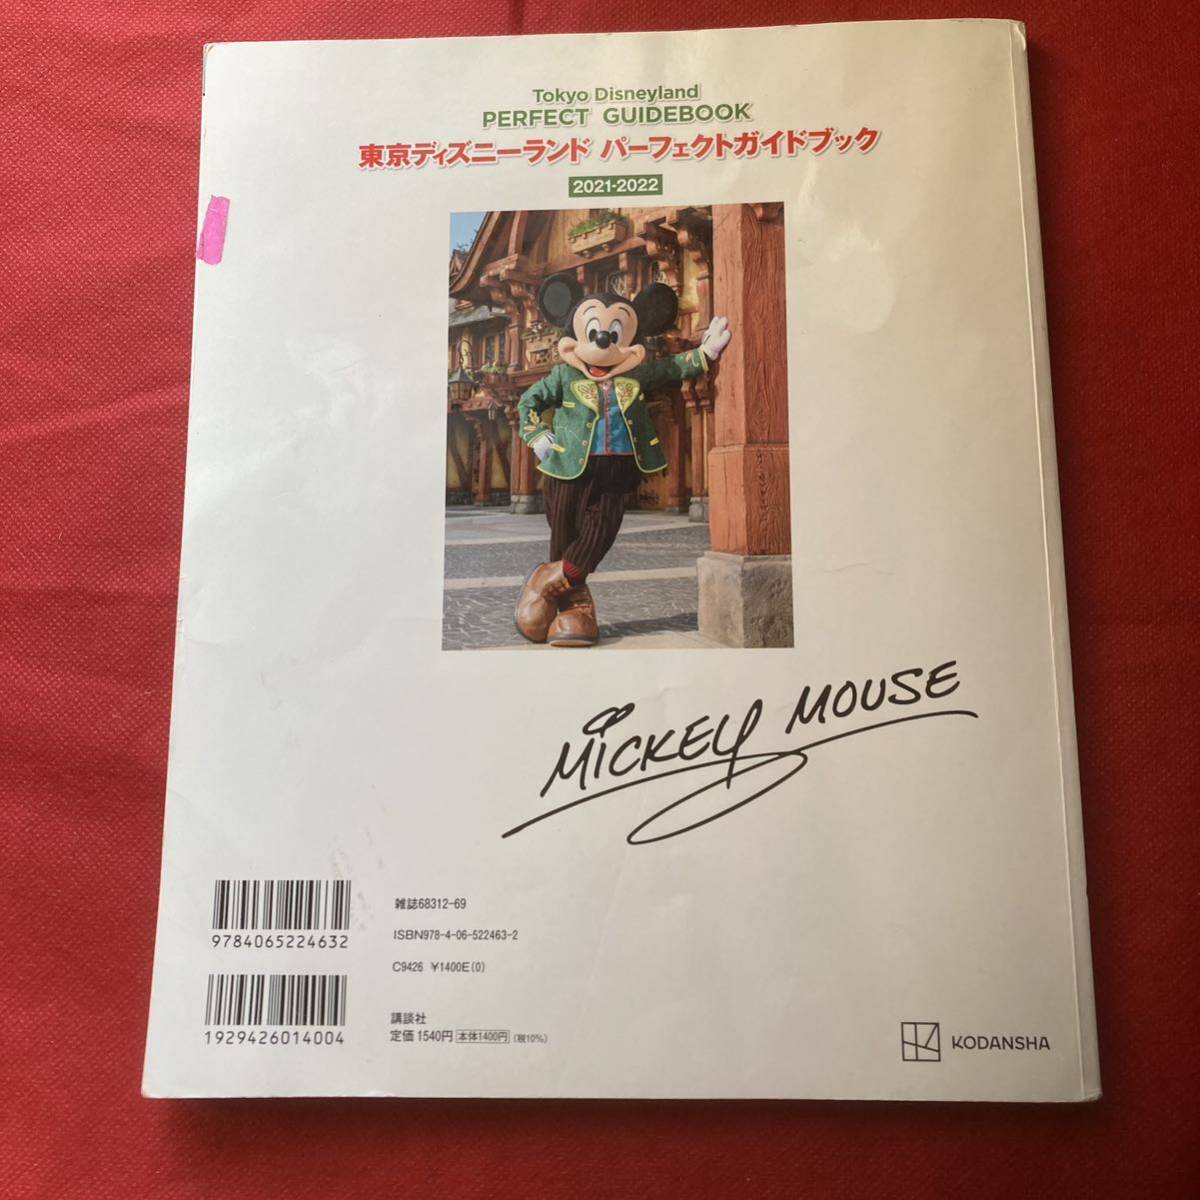 Tokyo Disneyland
PERFECT GUIDEBOOK
東京ディズニーランド パーフェクトガイドブック
2021-2022
MICKEY MOUSE
9784065224632
1929426014004
雑誌68312-69
ISBN978-4-06-522463-2
C9426 ¥1400E(0)
講談社
定価 1540円 本体1400円 (税10%)
KODANSHA